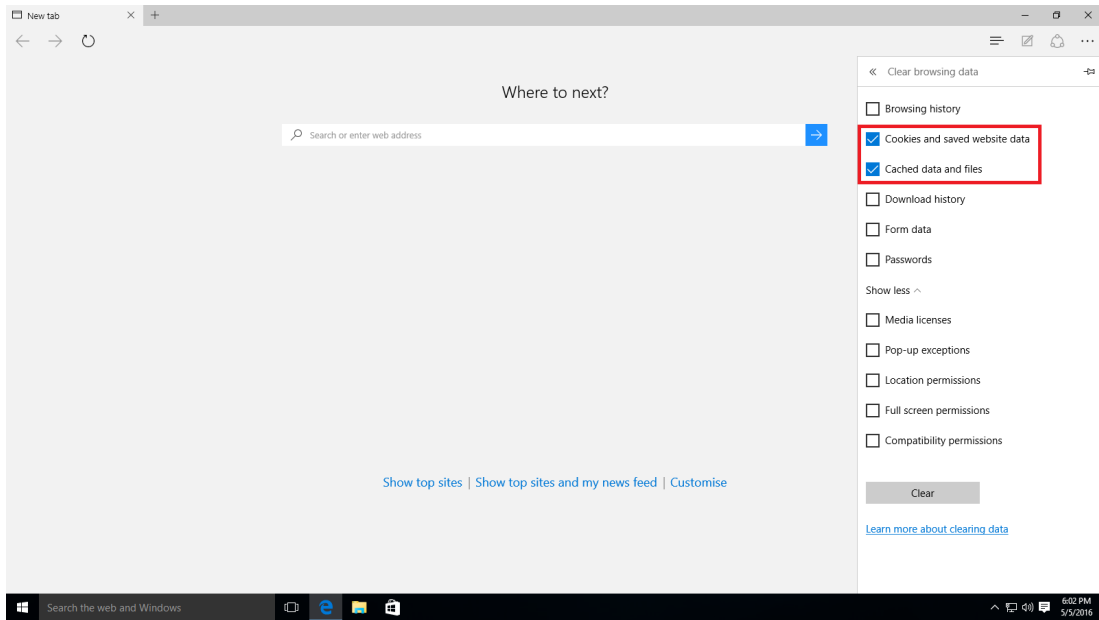 New tab
Clear browsing data
Where to next?
Search or enter web address
Browsing history
Cookies and saved website data
Cached data and files
Download history
Form data
Passwords
Show less
Media licenses
Pop-up exceptions
Location permissions
Full screen permissions
Compatibility permissions
Show top sites | Show top sites and my news feed | Customise
Clear
Learn more about clearing data
Search the web and Windows
6:02 PM
5/5/2016